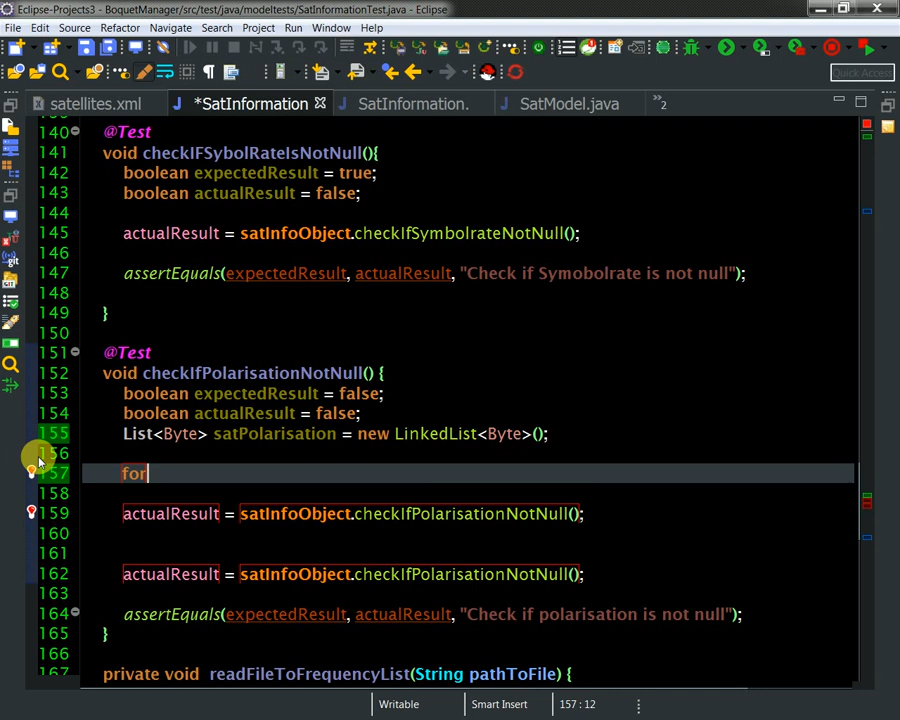 Eclipse-Projects3 - BoquetManager/src/test/java/modeltests/SatInformationTest.java - Eclipse
File Edit Source Refactor Navigate Search Project Run Window Help
Quick Access
satellites.xml *SatInformation SatInformation. SatModel.java »2
140 @Test
141 void checkIFSybolRateIsNotNull(){
142 boolean expectedResult = true;
143 boolean actualResult = false;
144
145 actualResult = satInfoObject.checkIfSymbolrateNotNull();
146
147 assertEquals(expectedResult, actualResult, "Check if Symobolrate is not null");
148
149 }
150
151 @Test
152 void checkIfPolarisationNotNull() {
153 boolean expectedResult = false;
154 boolean actualResult = false;
155 List<Byte> satPolarisation = new LinkedList<Byte>();
156
157 for
158
159 actualResult = satInfoObject.checkIfPolarisationNotNull();
160
161
162 actualResult = satInfoObject.checkIfPolarisationNotNull();
163
164 assertEquals(expectedResult, actualResult, "Check if polarisation is not null");
165 }
166
167 private void readFileToFrequencyList(String pathToFile) {
Writable Smart Insert 157 : 12